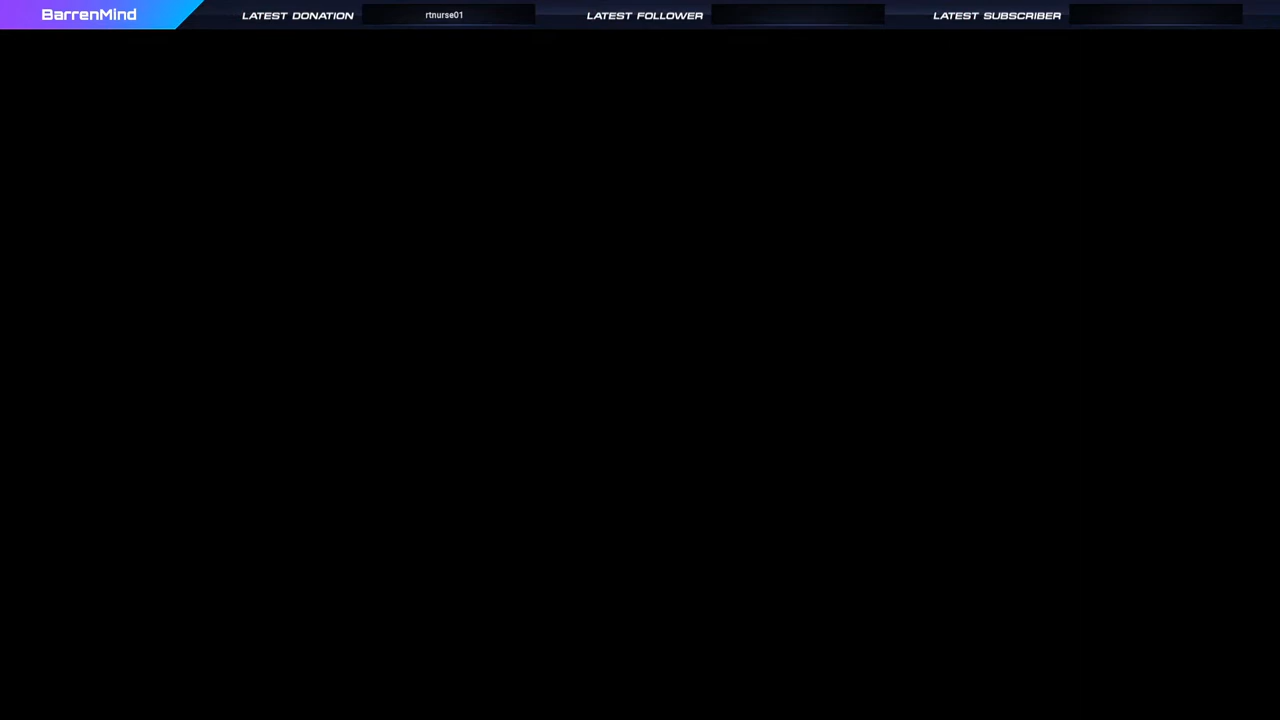 BarrenMind
LATEST DONATION
rtnurse01
LATEST FOLLOWER
LATEST SUBSCRIBER